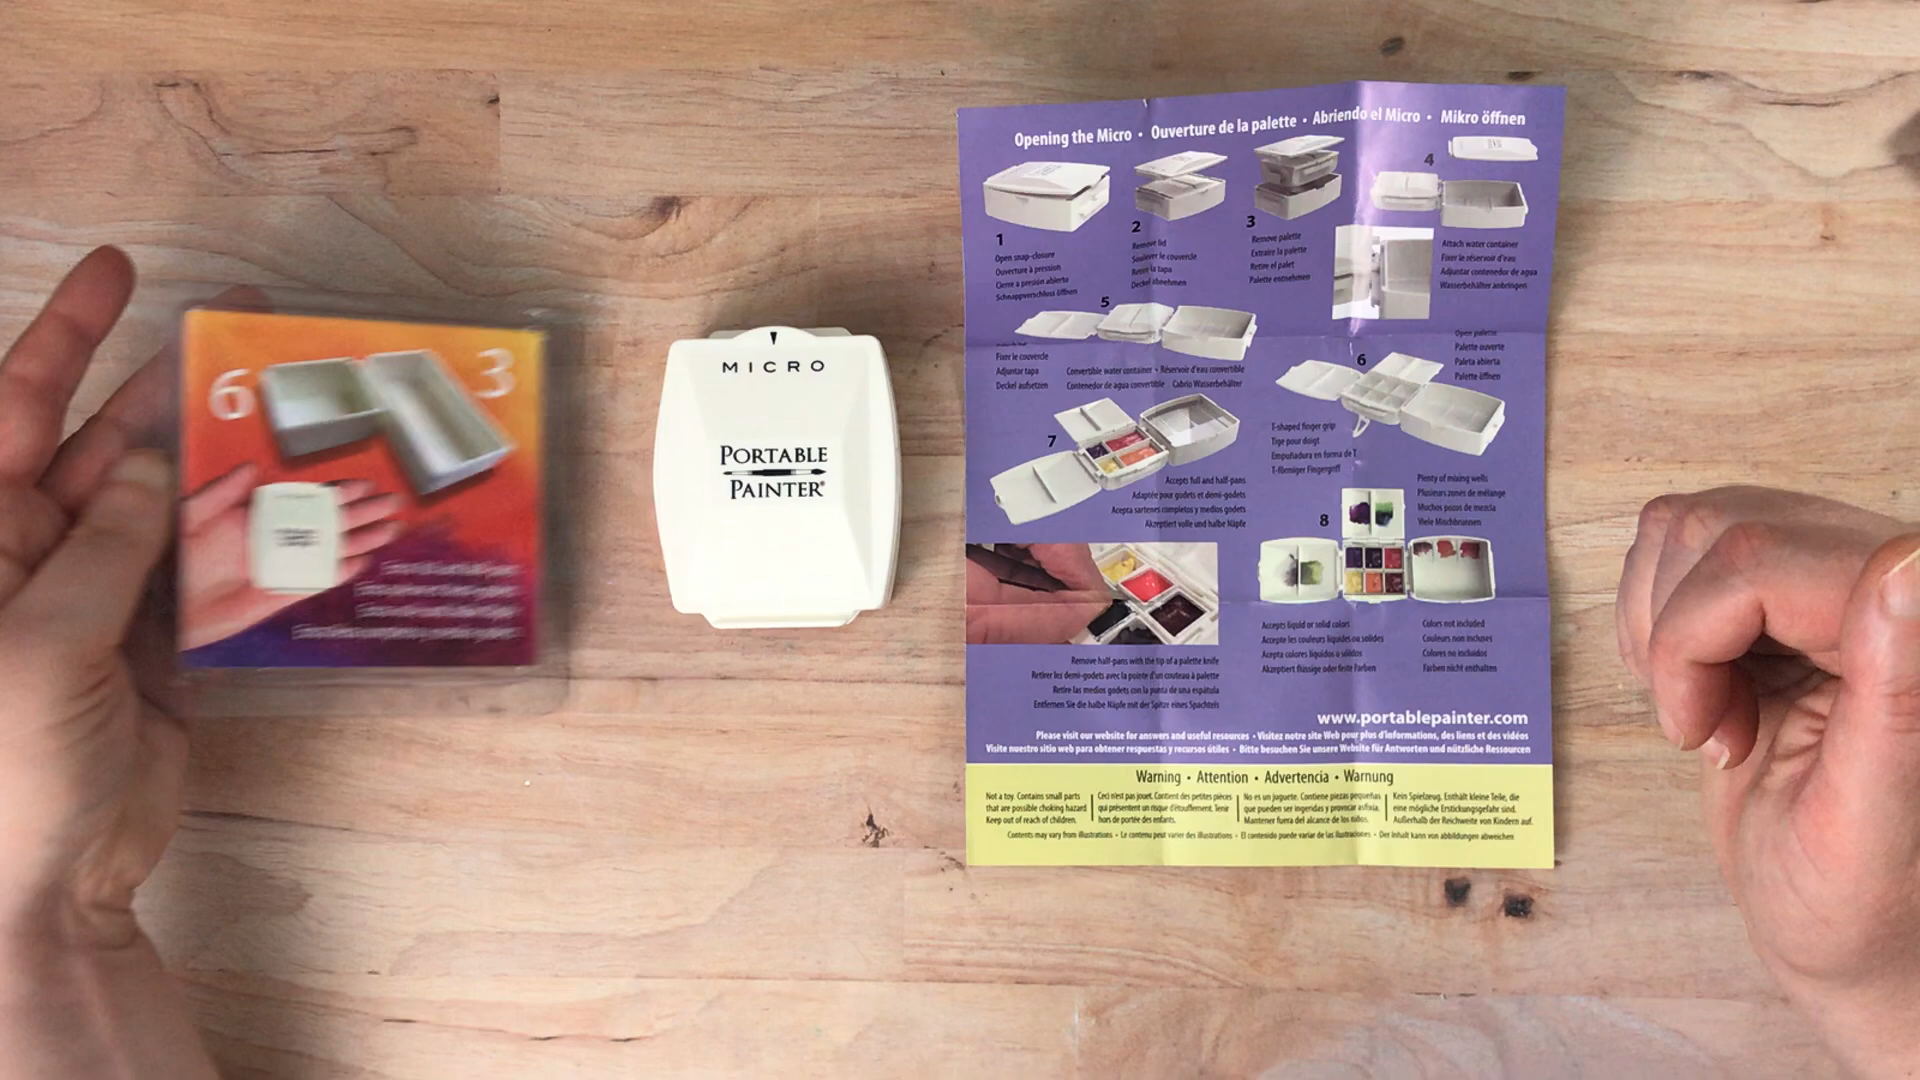 6
3
MICRO
PORTABLE
PAINTER®
Opening the Micro • Ouverture de la palette • Abriendo el Micro • Mikro öffnen
1
Open snap-closure
Ouverture à pression
Cierre a presión abierto
Schnappverschluss öffnen
2
Remove lid
Soulever le couvercle
Retire la tapa
Deckel abnehmen
3
Remove palette
Extraire la palette
Retire el palet
Palette entnehmen
4
Attach water container
Fixer le réservoir d'eau
Adjuntar contenedor de agua
Wasserbehälter anbringen
5
Fixer le couvercle
Adjuntar tapa
Deckel aufsetzen
Convertible water container • Réservoir d'eau convertible
Contenedor de agua convertible Cabrio Wasserbehälter
6
Open palette
Palette ouverte
Paleta abierta
Palette öffnen
T-shaped finger grip
Tige pour doigt
Empuñadura en forma de T
T-förmiger Fingergriff
7
Accepts full and half-pans
Adaptée pour godets et demi-godets
Acepta sartenes completos y medios godets
Akzeptiert volle und halbe Näpfe
Plenty of mixing wells
Plusieurs zones de mélange
Muchos pozos de mezcla
Viele Mischbrunnen
8
Accepts liquid or solid colors
Accepte les couleurs liquides ou solides
Acepta colores líquidos o sólidos
Akzeptiert flüssige oder feste Farben
Colors not included
Couleurs non incluses
Colores no incluidos
Farben nicht enthalten
Remove half-pans with the tip of a palette knife
Retirer les demi-godets avec la pointe d'un couteau à palette
Retire las medios godets con la punta de una espátula
Entfernen Sie die halbe Näpfe mit der Spitze eines Spachtels
www.portablepainter.com
Please visit our website for answers and useful resources • Visitez notre site Web pour plus d'informations, des liens et des vidéos
Visite nuestro sitio web para obtener respuestas y recursos útiles • Bitte besuchen Sie unsere Website für Antworten und nützliche Ressourcen
Warning • Attention • Advertencia • Warnung
Not a toy. Contains small parts
that are possible choking hazard
Keep out of reach of children.
Ceci n'est pas jouet. Contient des petites pièces
qui présentent un risque d'étouffement. Tenir
hors de portée des enfants.
No es un juguete. Contiene piezas pequeñas
que pueden ser ingeridas y provocar asfixia.
Mantener fuera del alcance de los niños.
Kein Spielzeug. Enthält kleine Teile, die
eine mögliche Erstickungsgefahr sind.
Außerhalb der Reichweite von Kindern auf.
Contents may vary from illustrations • Le contenu peut varier des illustrations • El contenido puede variar de las ilustraciones • Der Inhalt kann von abbildungen abweichen